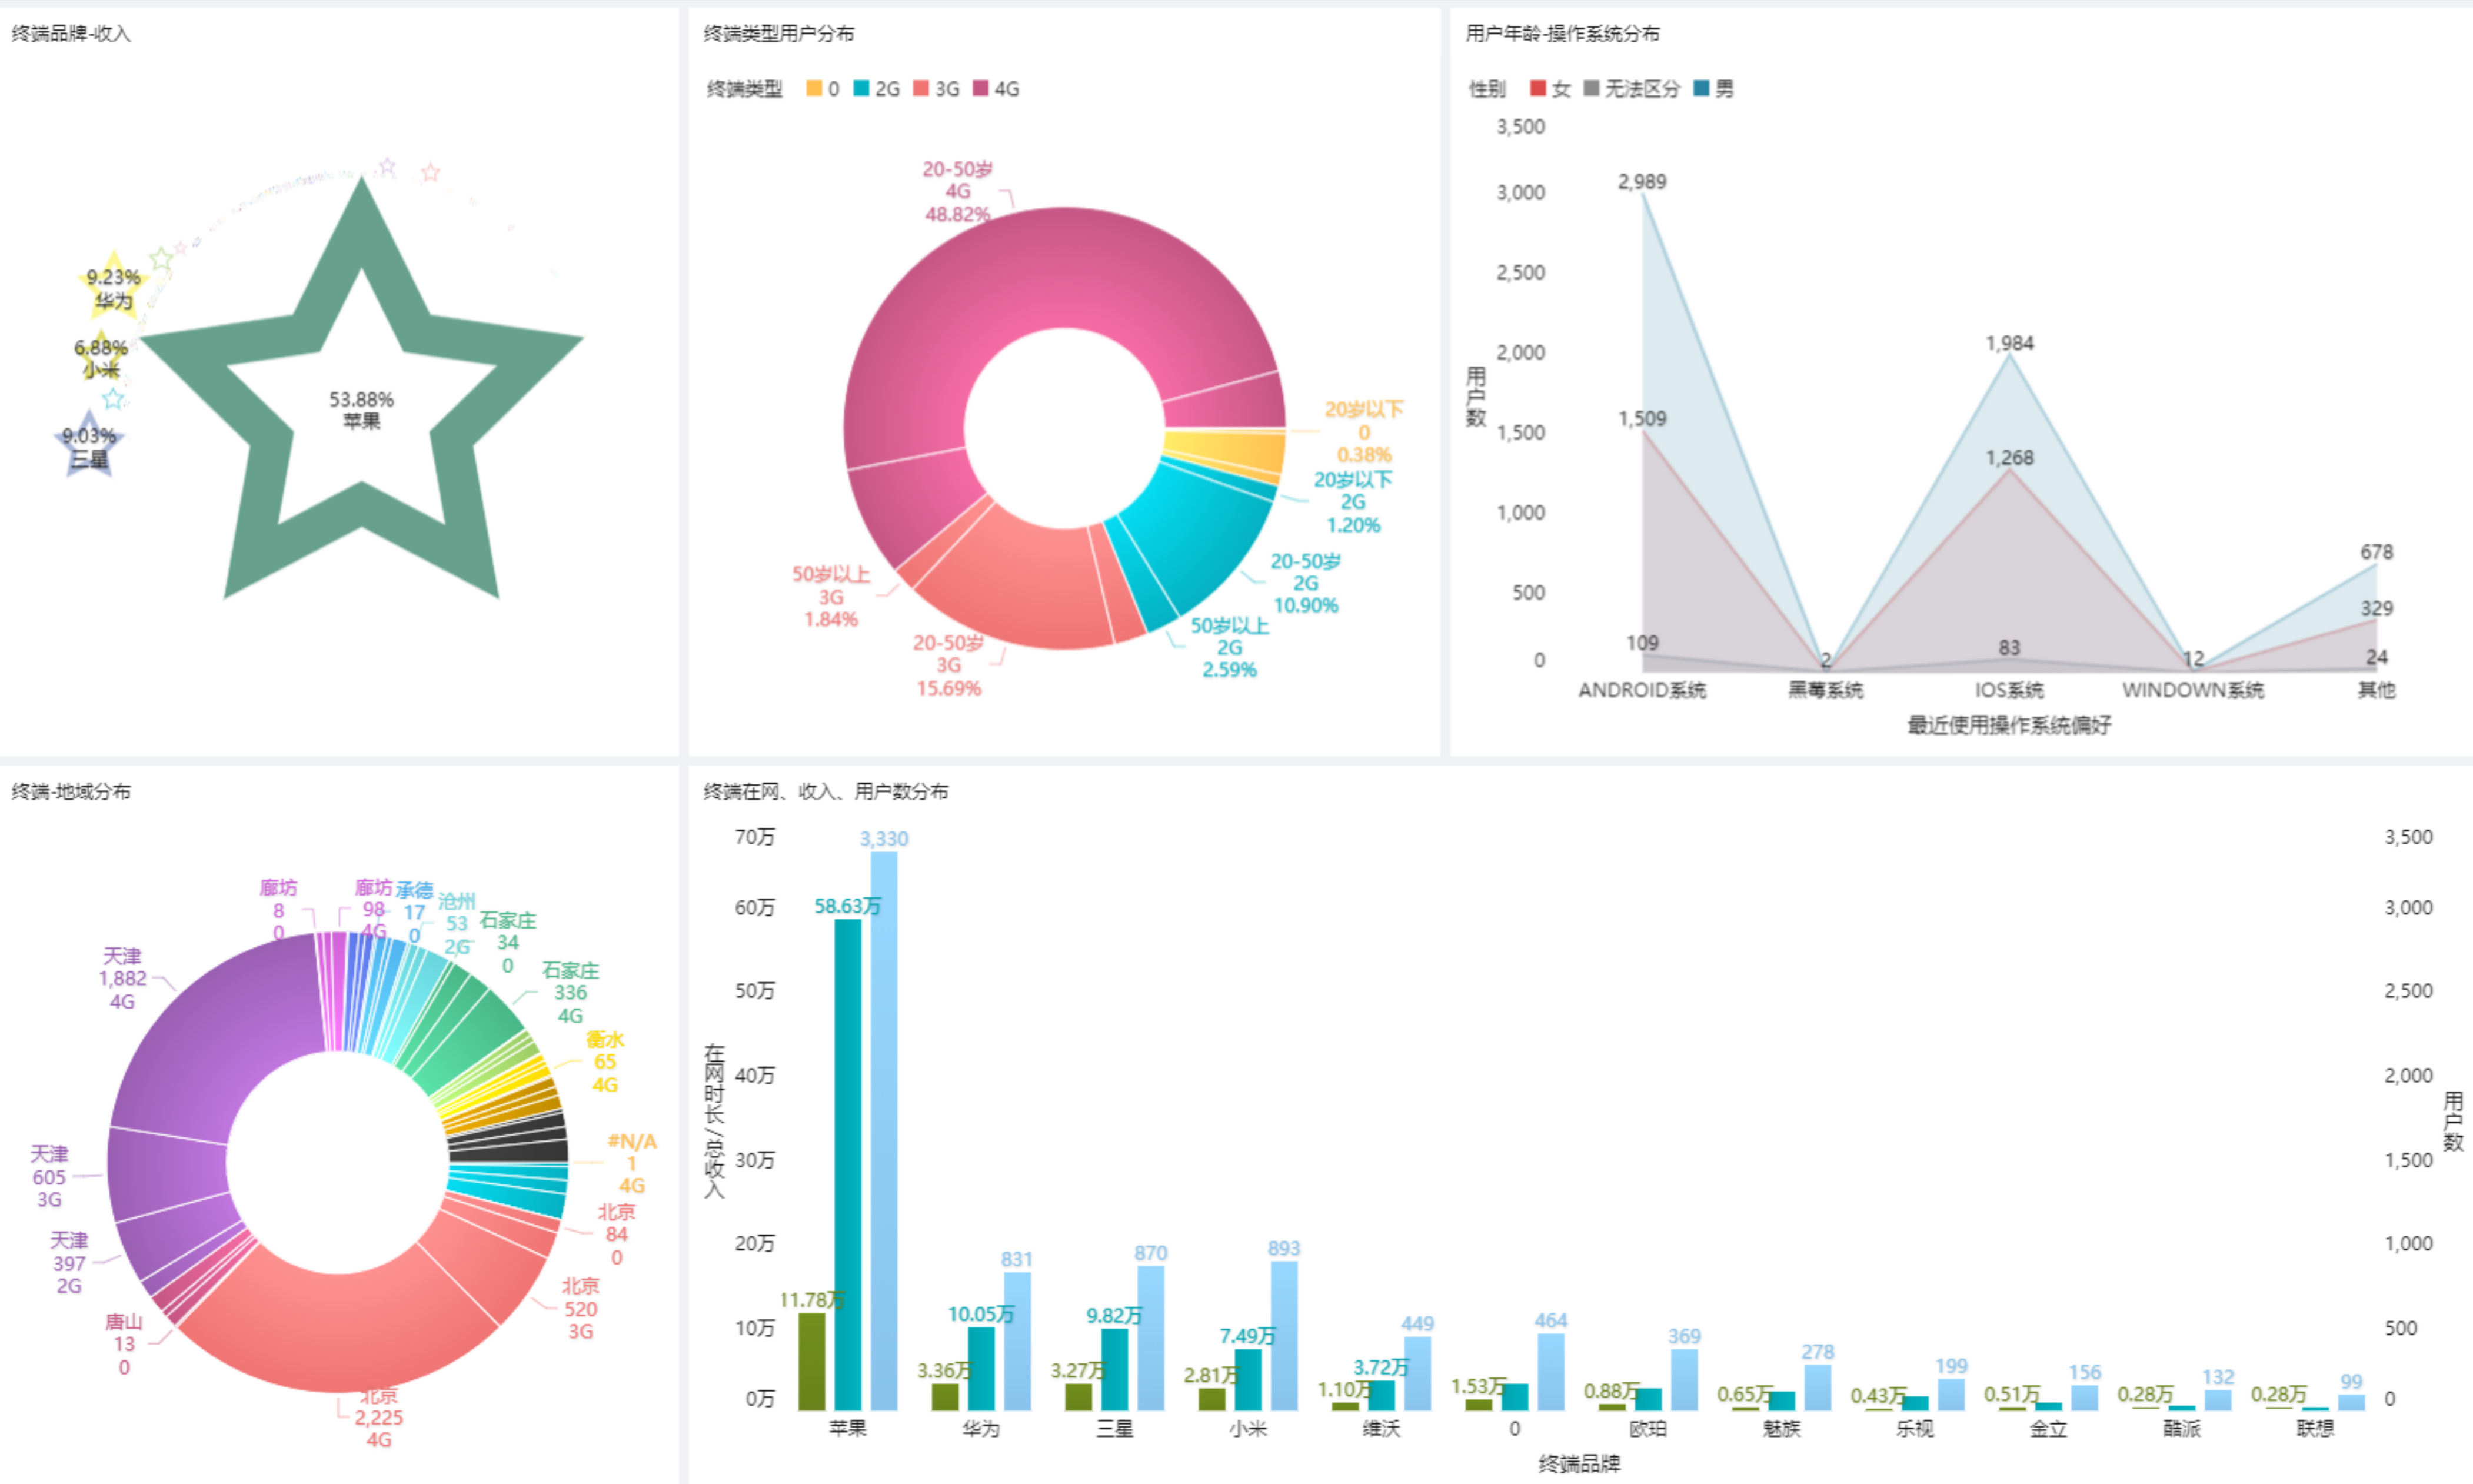 终端品牌-收入
9.23%
华为
6.88%
小米
9.03%
三星
53.88%
苹果
终端类型用户分布
终端类型 0 2G 3G 4G
20-50岁
4G
48.82%
20岁以下
0
0.38%
20岁以下
2G
1.20%
20-50岁
2G
10.90%
50岁以上
2G
2.59%
20-50岁
3G
15.69%
50岁以上
3G
1.84%
用户年龄-操作系统分布
性别 女 无法区分 男
3,500
3,000
2,500
2,000
1,500
1,000
500
0
用户数
2,989
1,509
109
2
1,984
1,268
83
12
678
329
24
ANDROID系统 黑莓系统 IOS系统 WINDOWN系统 其他
最近使用操作系统偏好
终端-地域分布
廊坊
8
0
廊坊
98
4G
承德
17
0
沧州
53
2G
石家庄
34
0
石家庄
336
4G
衡水
65
4G
#N/A
1
4G
北京
84
0
北京
520
3G
北京
2,225
4G
唐山
13
0
天津
397
2G
天津
605
3G
天津
1,882
4G
终端在网、收入、用户数分布
70万
60万
50万
40万
30万
20万
10万
0万
在网时长/总收入
11.78万 58.63万 3,330
3.36万 10.05万 831
3.27万 9.82万 870
2.81万 7.49万 893
1.10万 3.72万 449
1.53万 464
0.88万 369
0.65万 278
0.43万 199
0.51万 156
0.28万 132
0.28万 99
3,500
3,000
2,500
2,000
1,500
1,000
500
0
用户数
苹果 华为 三星 小米 维沃 0 欧珀 魅族 乐视 金立 酷派 联想
终端品牌